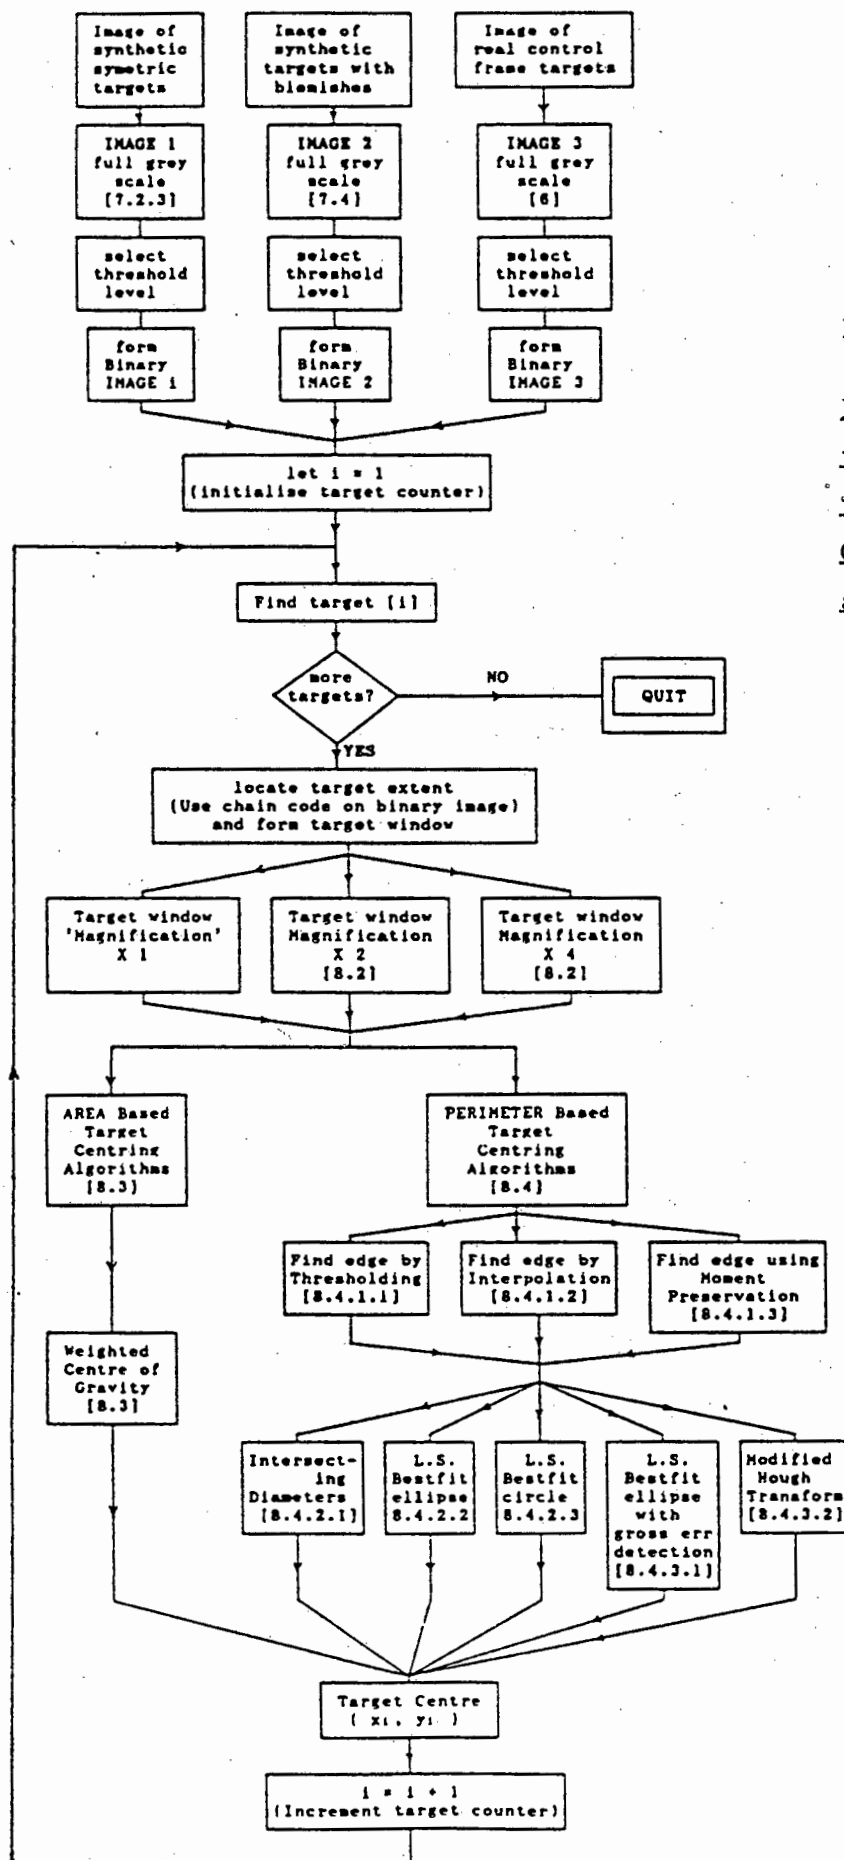 Image of
synthetic
symetric
targets
Image of
synthetic
targets with
blemishes
Image of
real control
frame targets
IMAGE 1
full grey
scale
[7.2.3]
IMAGE 2
full grey
scale
[7.4]
IMAGE 3
full grey
scale
[6]
select
threshold
level
select
threshold
level
select
threshold
level
form
Binary
IMAGE 1
form
Binary
IMAGE 2
form
Binary
IMAGE 3
let i = 1
(initialise target counter)
Find target [i]
more
targets?
NO
QUIT
YES
locate target extent
(Use chain code on binary image)
and form target window
Target window
'Magnification'
X 1
Target window
Magnification
X 2
[8.2]
Target window
Magnification
X 4
[8.2]
AREA Based
Target
Centring
Algorithms
[8.3]
PERIMETER Based
Target
Centring
Algorithms
[8.4]
Find edge by
Thresholding
[8.4.1.1]
Find edge by
Interpolation
[8.4.1.2]
Find edge using
Moment
Preservation
[8.4.1.3]
Weighted
Centre of
Gravity
[8.3]
Intersect-
ing
Diameters
[8.4.2.1]
L.S.
Bestfit
ellipse
8.4.2.2
L.S.
Bestfit
circle
8.4.2.3
L.S.
Bestfit
ellipse
with
gross err
detection
[8.4.3.1]
Modified
Hough
Tranaform
[8.4.3.2]
Target Centre
( xi, yi )
i = i + 1
(Increment target counter)